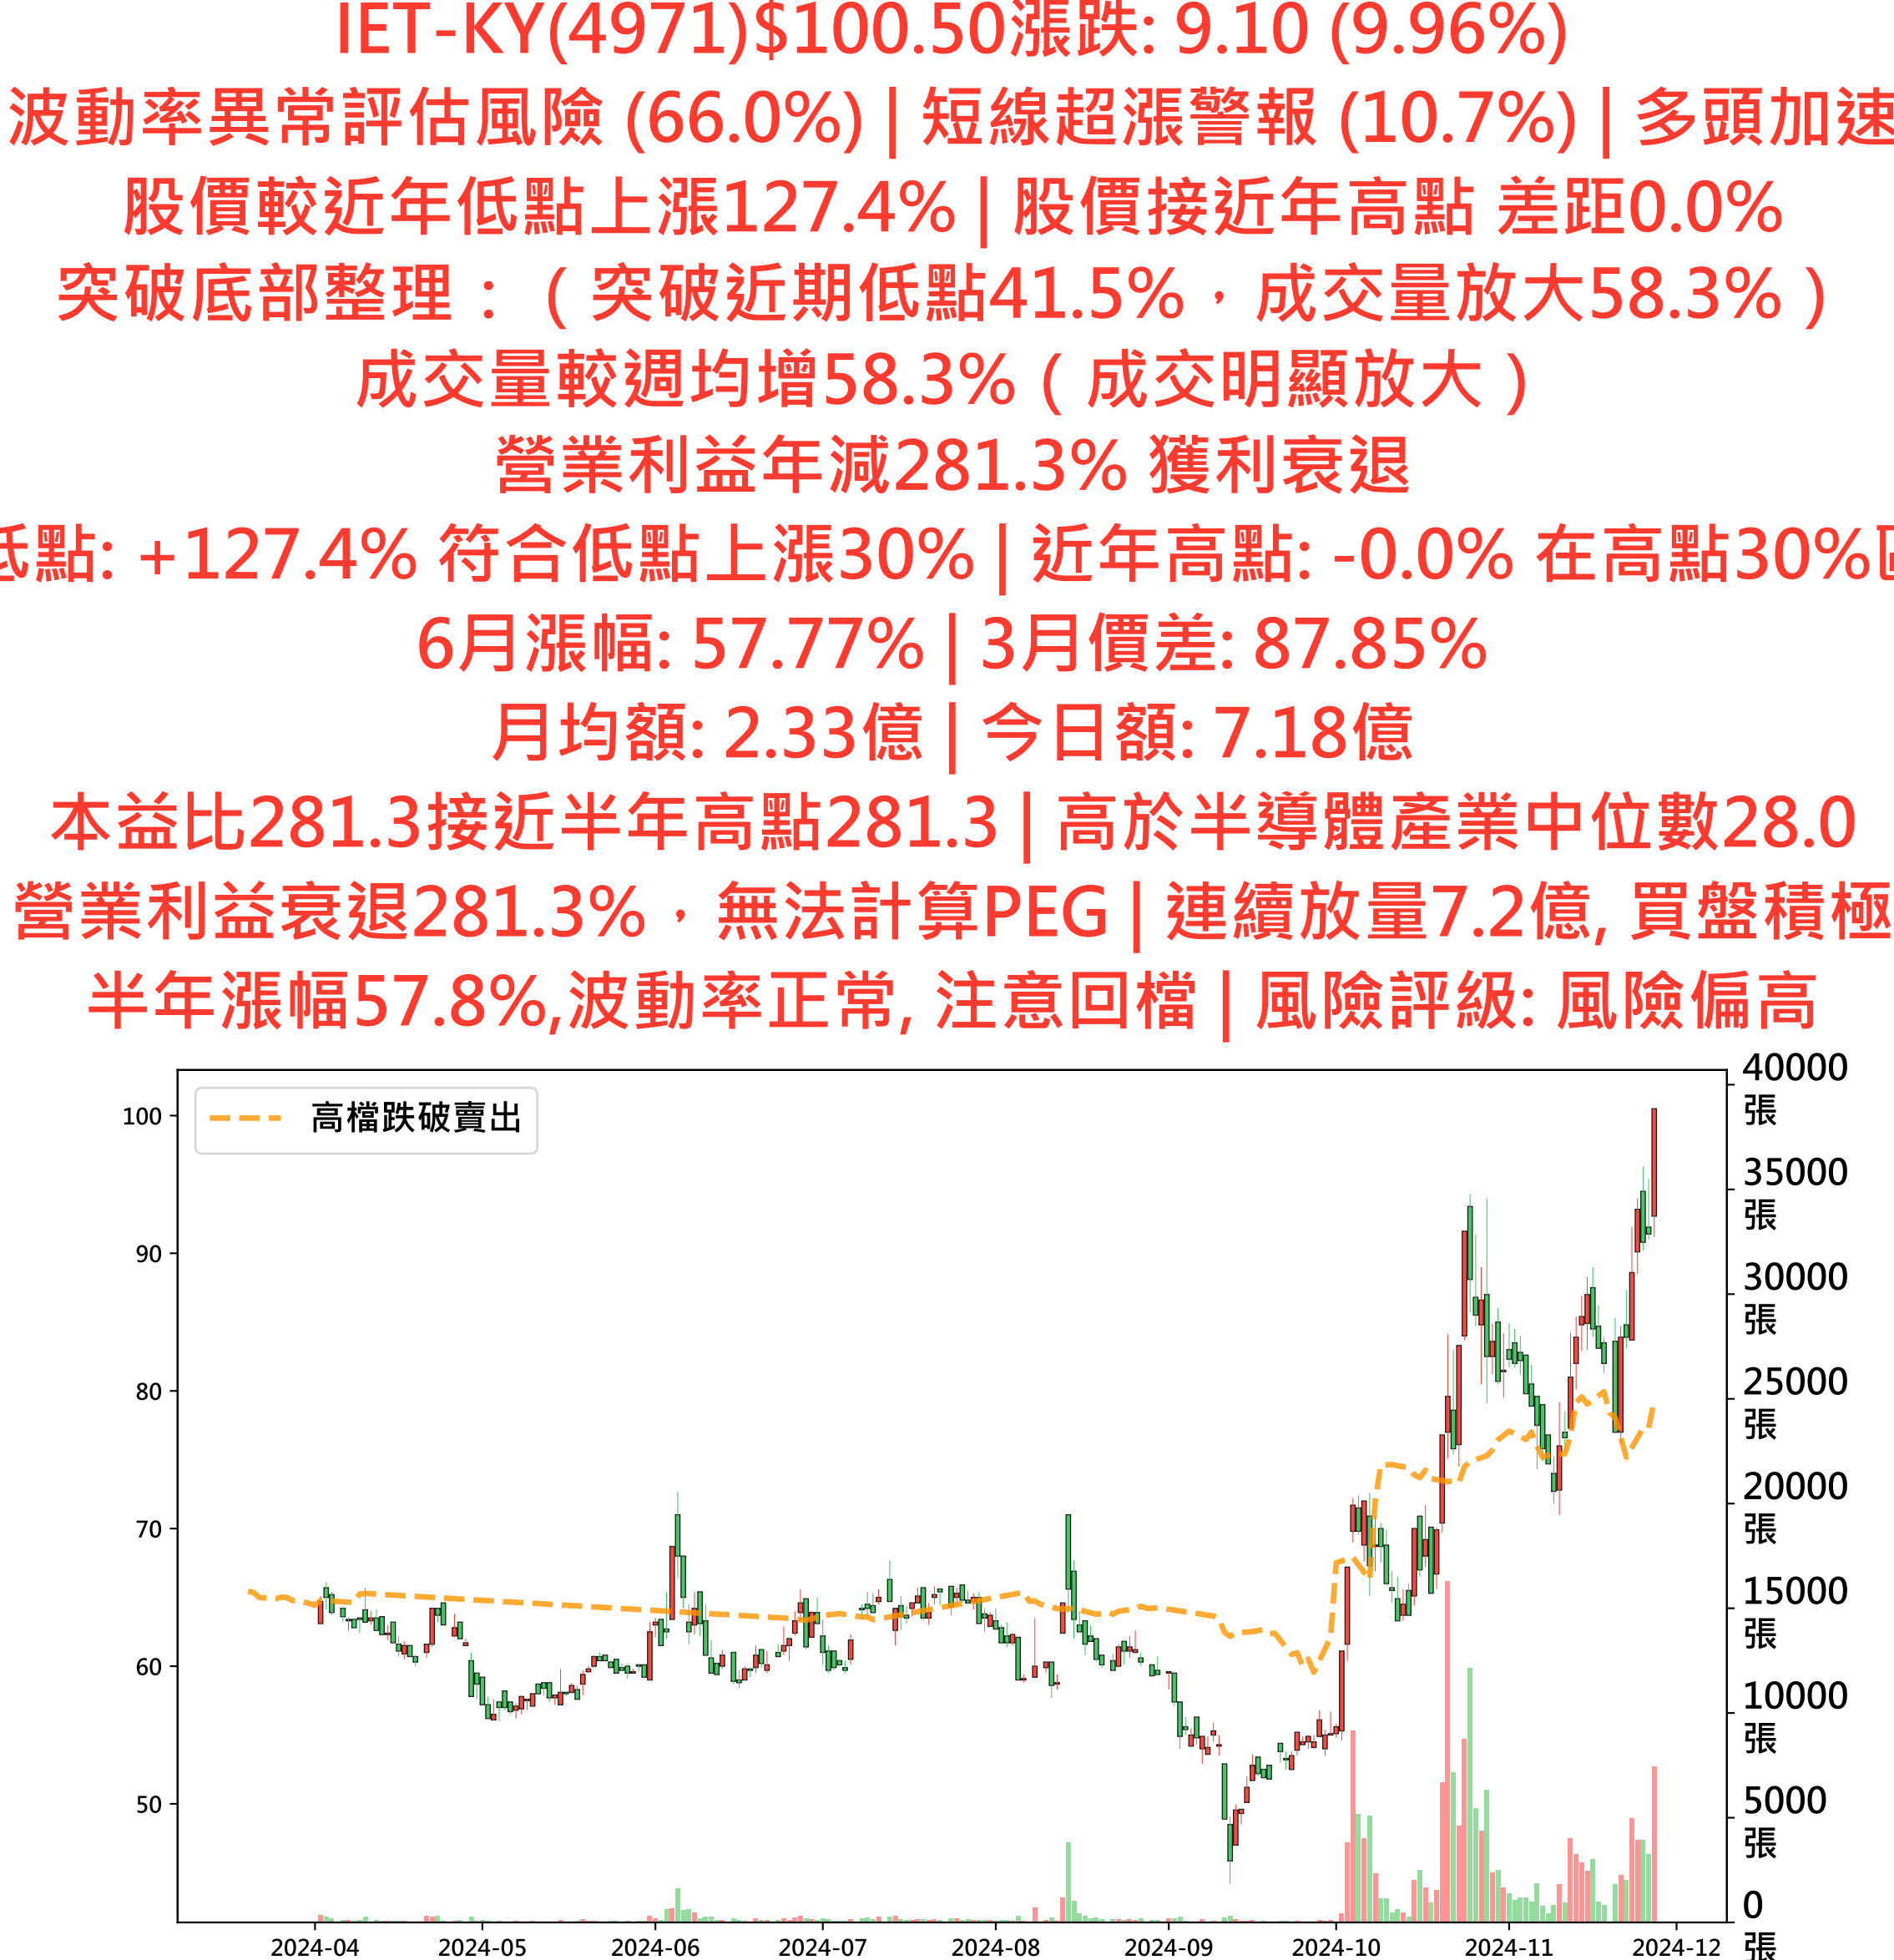 IET-KY(4971)$100.50漲跌: 9.10 (9.96%)
波動率異常評估風險 (66.0%) | 短線超漲警報 (10.7%) | 多頭加速
股價較近年低點上漲127.4% | 股價接近年高點 差距0.0%
突破底部整理：（突破近期低點41.5%，成交量放大58.3%）
成交量較週均增58.3%（成交明顯放大）
營業利益年減281.3% 獲利衰退
低點: +127.4% 符合低點上漲30% | 近年高點: -0.0% 在高點30%
6月漲幅: 57.77% | 3月價差: 87.85%
月均額: 2.33億 | 今日額: 7.18億
本益比281.3接近半年高點281.3 | 高於半導體產業中位數28.0
營業利益衰退281.3%，無法計算PEG | 連續放量7.2億, 買盤積極
半年漲幅57.8%,波動率正常, 注意回檔 | 風險評級: 風險偏高
高檔跌破賣出
100
90
80
70
60
50
40000
張
35000
張
30000
張
25000
張
20000
張
15000
張
10000
張
5000
張
0
張
2024-04
2024-05
2024-06
2024-07
2024-08
2024-09
2024-10
2024-11
2024-12